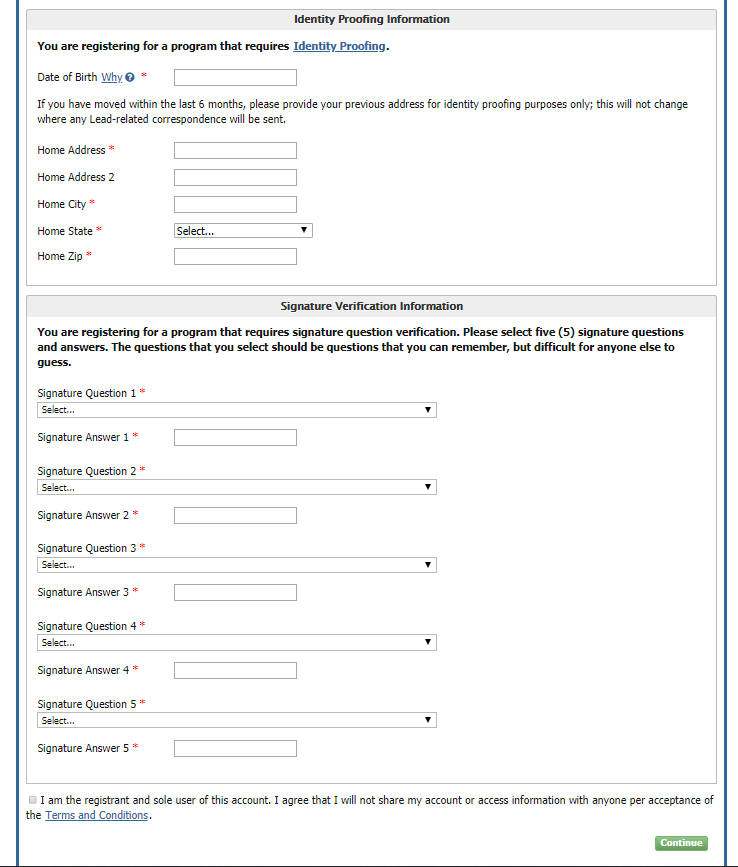 Identity Proofing Information
You are registering for a program that requires Identity Proofing.
Date of Birth Why ? *
If you have moved within the last 6 months, please provide your previous address for identity proofing purposes only; this will not change
where any Lead-related correspondence will be sent.
Home Address *
Home Address 2
Home City *
Home State * Select...
Home Zip *
Signature Verification Information
You are registering for a program that requires signature question verification. Please select five (5) signature questions
and answers. The questions that you select should be questions that you can remember, but difficult for anyone else to
guess.
Signature Question 1 *
Select...
Signature Answer 1 *
Signature Question 2 *
Select...
Signature Answer 2 *
Signature Question 3 *
Select...
Signature Answer 3 *
Signature Question 4 *
Select...
Signature Answer 4 *
Signature Question 5 *
Select...
Signature Answer 5 *
I am the registrant and sole user of this account. I agree that I will not share my account or access information with anyone per acceptance of
the Terms and Conditions.
Continue